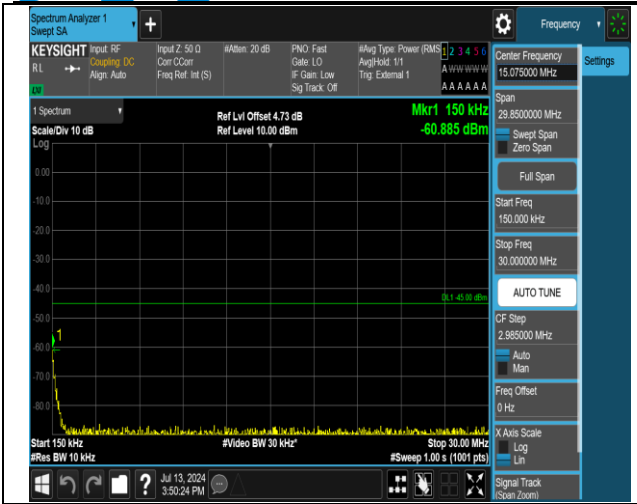 Spectrum Analyzer 1
Swept SA
+
Frequency
KEYSIGHT
RL
LNI
Input: RF
Coupling: DC
Align: Auto
Input Z: 50 Ω
Corr CCorr
Freq Ref: Int (S)
#Atten: 20 dB
PNO: Fast
Gate: LO
IF Gain: Low
Sig Track: Off
#Avg Type: Power (RMS
Avg|Hold: 1/1
Trig: External 1
1 2 3 4 5 6
A W W W W W
A A A A A A
1 Spectrum
Ref Lvl Offset 4.73 dB
Mkr1 150 kHz
Scale/Div 10 dB
Ref Level 10.00 dBm
-60.885 dBm
Log
0.00
-10.0
-20.0
-30.0
-40.0
DL1 -45.00 dBm
-50.0
1
-60.0
-70.0
-80.0
Start 150 kHz
#Video BW 30 kHz*
Stop 30.00 MHz
#Res BW 10 kHz
#Sweep 1.00 s (1001 pts)
Jul 13, 2024
3:50:24 PM
?
Center Frequency
15.075000 MHz
Settings
Span
29.8500000 MHz
Swept Span
Zero Span
Full Span
Start Freq
150.000 kHz
Stop Freq
30.000000 MHz
AUTO TUNE
CF Step
2.985000 MHz
Auto
Man
Freq Offset
0 Hz
X Axis Scale
Log
Lin
Signal Track
(Span Zoom)